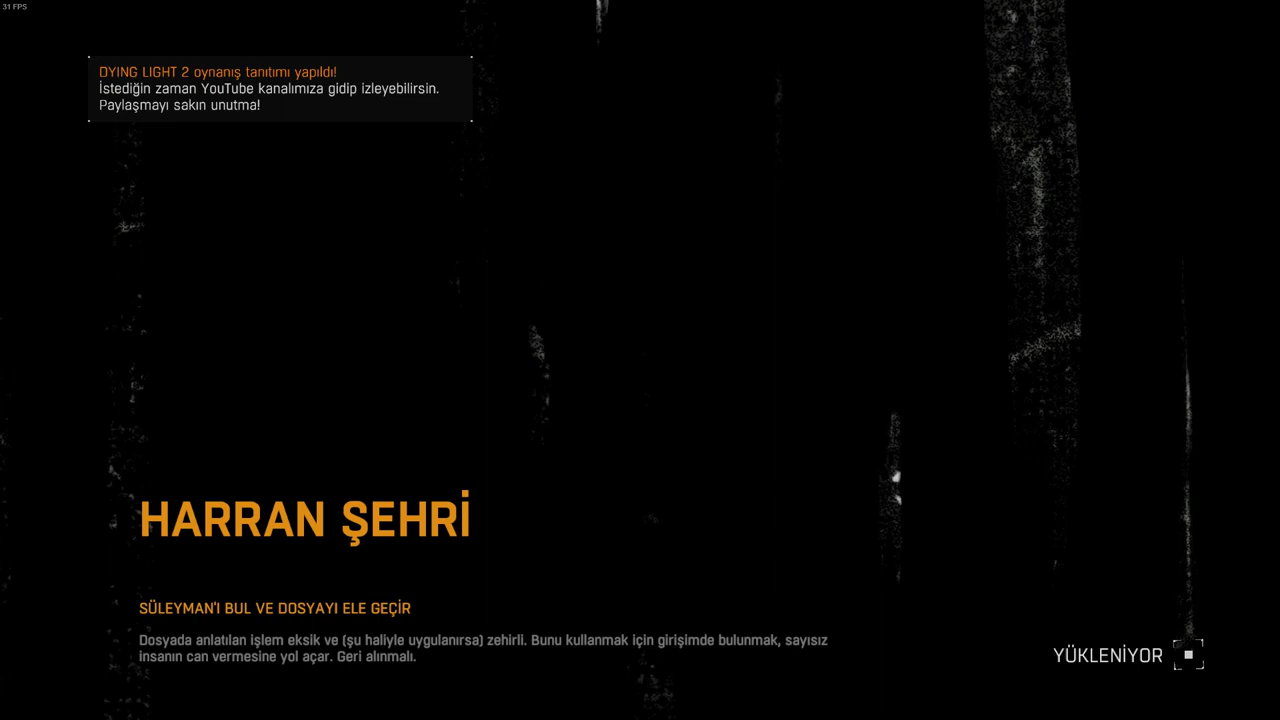 31 FPS
DYING LIGHT 2 oynanış tanıtımı yapıldı!
İstediğin zaman YouTube kanalımıza gidip izleyebilirsin.
Paylaşmayı sakın unutma!
HARRAN ŞEHRİ
SÜLEYMAN'I BUL VE DOSYAYI ELE GEÇİR
Dosyada anlatılan işlem eksik ve (şu haliyle uygulanırsa) zehirli. Bunu kullanmak için girişimde bulunmak, sayısız
insanın can vermesine yol açar. Geri alınmalı.
YÜKLENİYOR